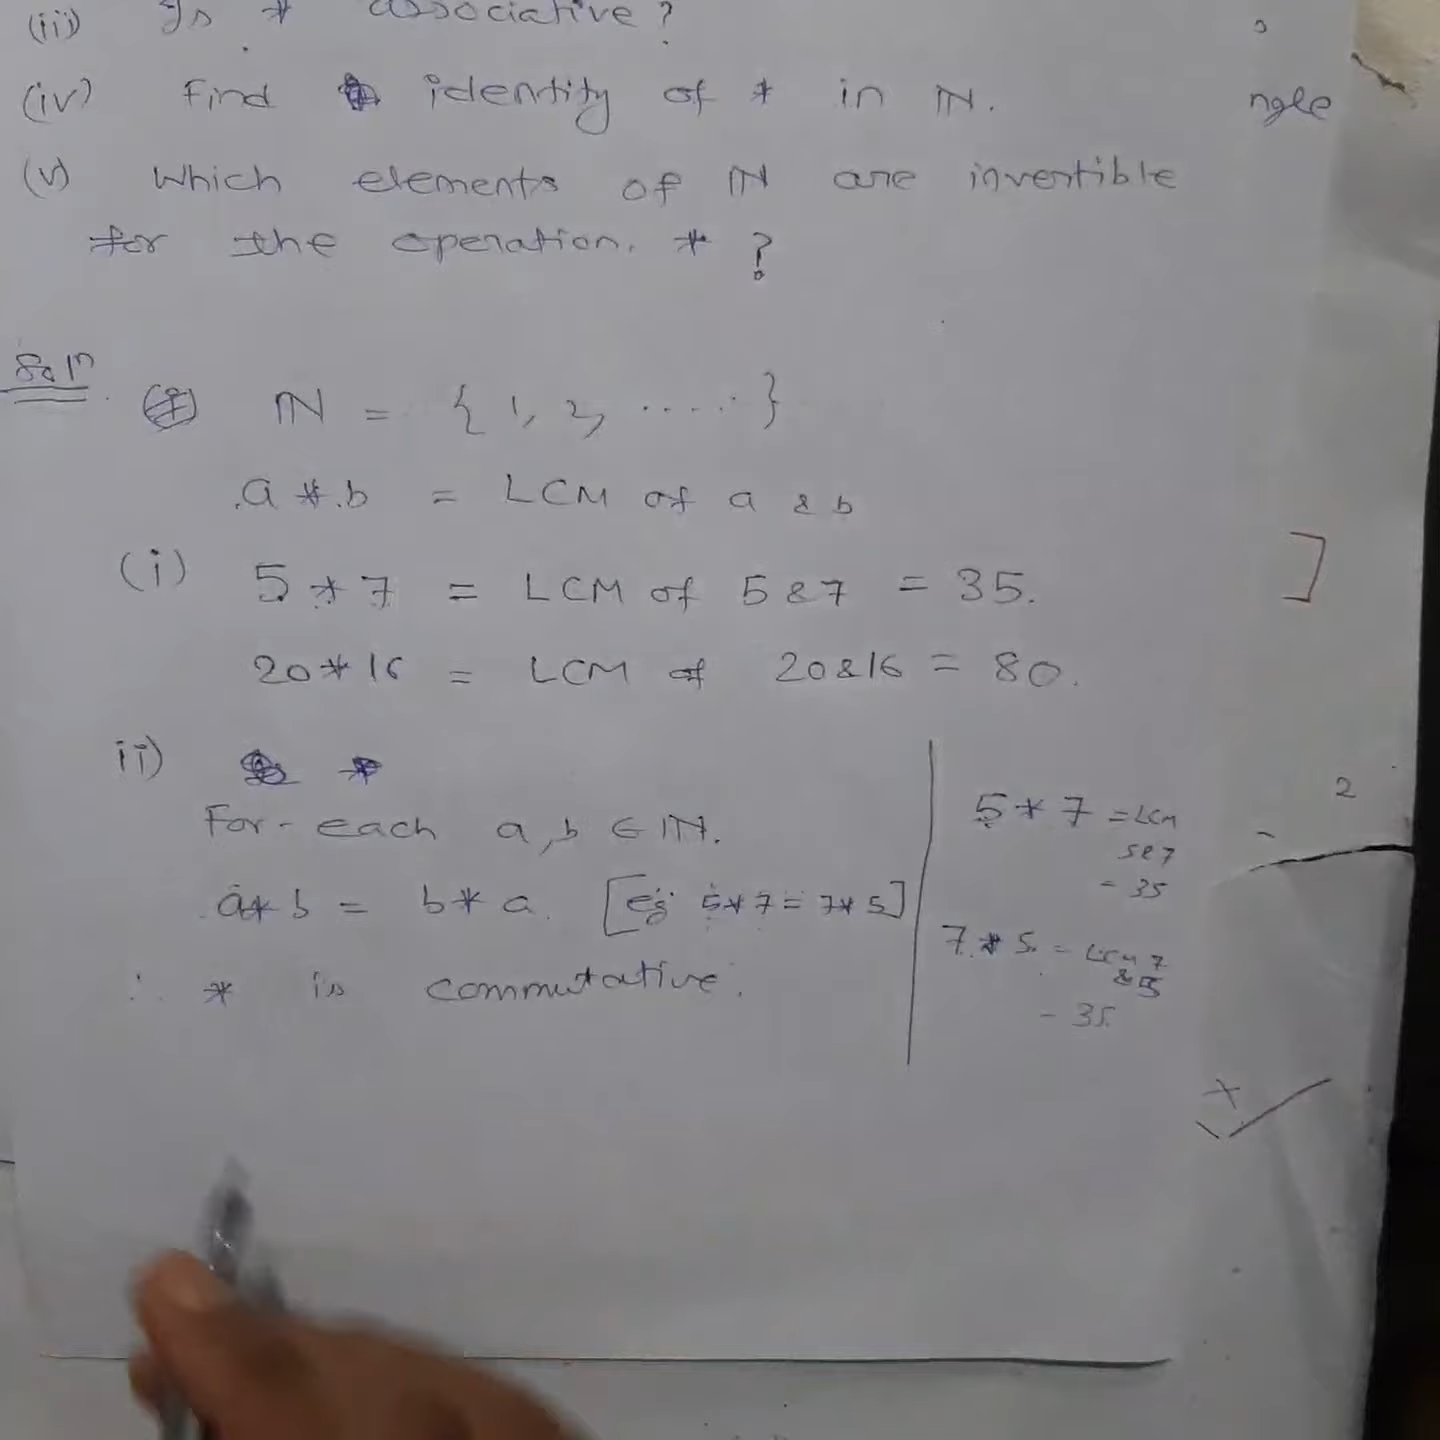 (iii) Is * associative?
(iv) Find identity of * in N.
ngle
(v) Which elements of N are invertible
for the operation. * ?
Soln
N = { 1, 2, ..... }
a * b = LCM of a & b
(i) 5 * 7 = LCM of 5 & 7 = 35.
]
20 * 16 = LCM of 20 & 16 = 80.
ii) *
For each a, b ∈ N.
a * b = b * a. [Eg 5 * 7 = 7 * 5]
∴ * is commutative.
5 * 7 = LCM
5 & 7
= 35
7 * 5 = LCM 7
& 5
= 35
2